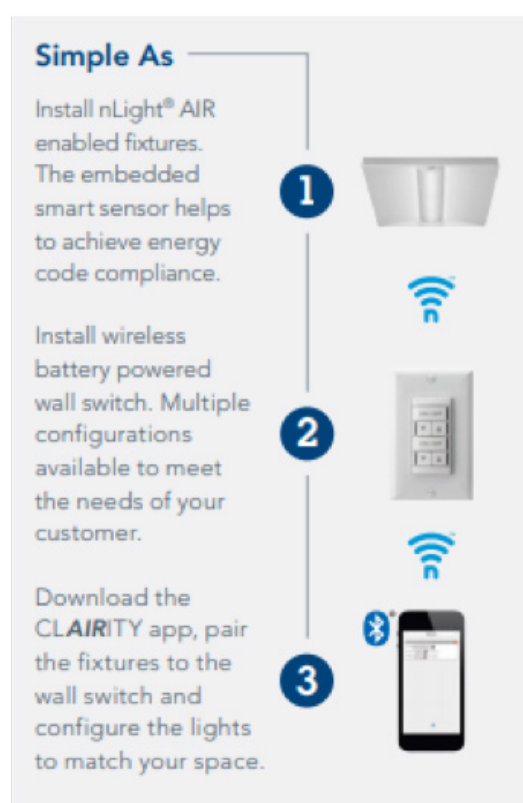 Simple As
Install nLight® AIR
enabled fixtures.
The embedded
smart sensor helps
to achieve energy
code compliance.
1
Install wireless
battery powered
wall switch. Multiple
configurations
available to meet
the needs of your
customer.
2
Download the
CLAIRITY app, pair
the fixtures to the
wall switch and
configure the lights
to match your space.
3